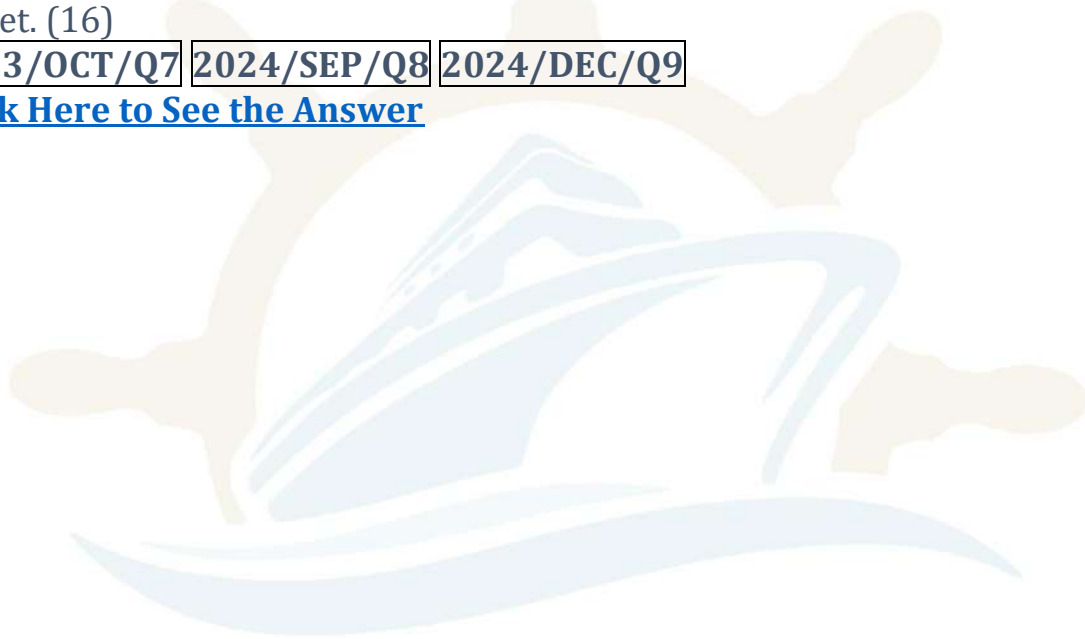 et. (16)
3/OCT/Q7 2024/SEP/Q8 2024/DEC/Q9
k Here to See the Answer